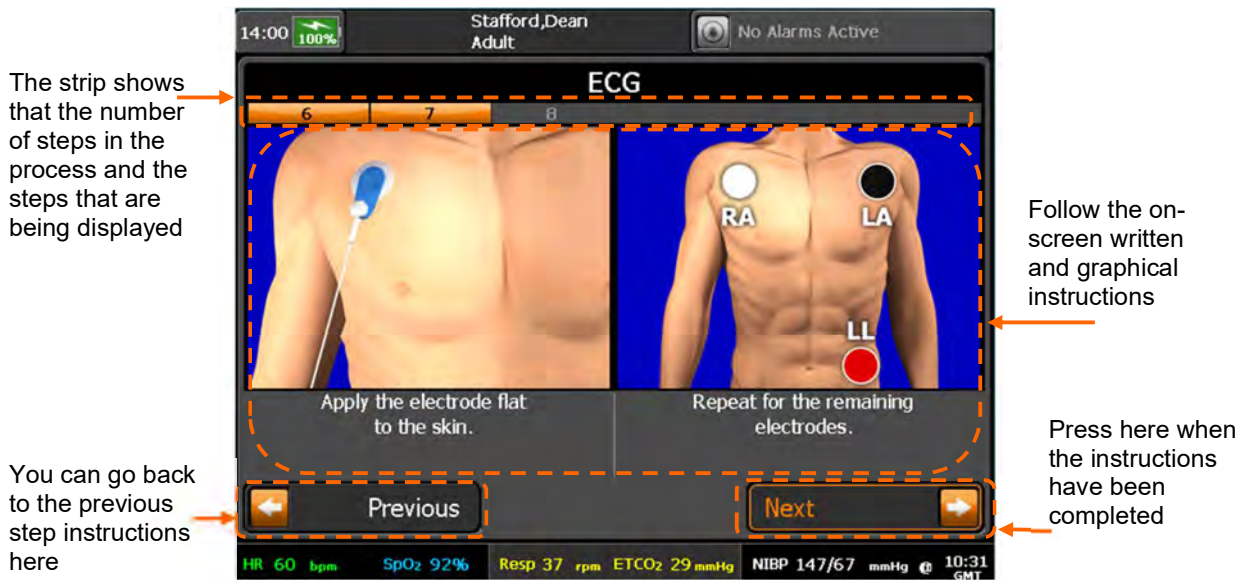 14:00 100% Stafford,Dean No Alarms Active
Adult
ECG
6 7 8
RA LA
LL
Apply the electrode flat
to the skin.
Repeat for the remaining
electrodes.
Previous Next
HR 60 bpm SpO₂ 92% Resp 37 rpm ETCO₂ 29 mmHg NIBP 147/67 mmHg @ 10:31
GMT
The strip shows
that the number
of steps in the
process and the
steps that are
being displayed
You can go back
to the previous
step instructions
here
Follow the on-
screen written
and graphical
instructions
Press here when
the instructions
have been
completed